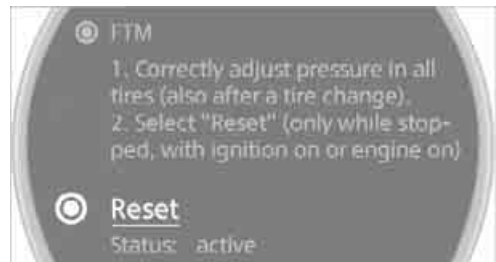 FTM
1. Correctly adjust pressure in all
tires (also after a tire change).
2. Select "Reset" (only while stop-
ped, with ignition on or engine on)
Reset
Status: active